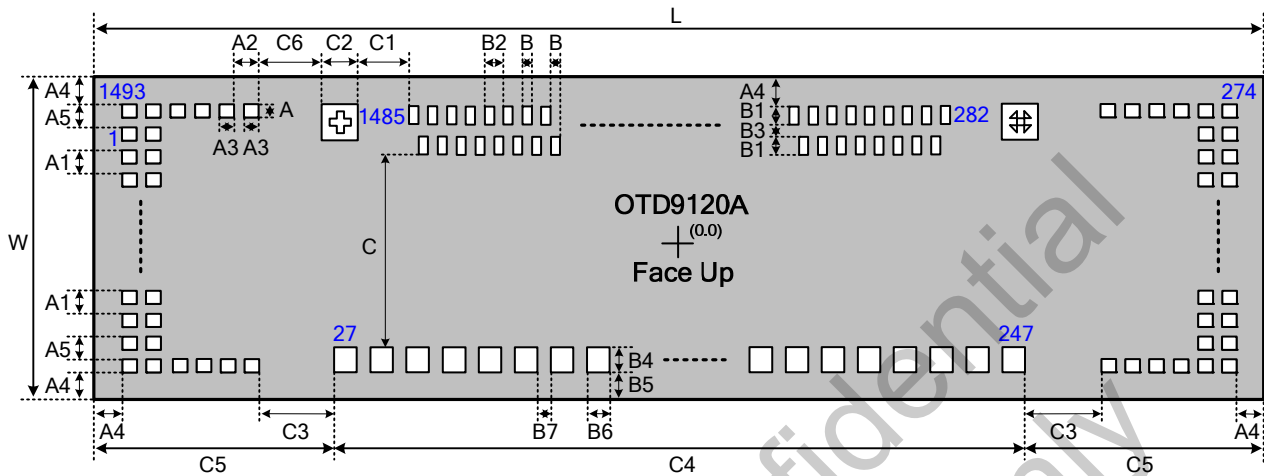 L
A2 C6 C2 C1 B2 B B
A4 1493 A4 274
A5 A 1485 B1 282
1 B3
A3 A3 B1
A1
OTD9120A
W C (0.0)
Face Up
A1
27 247
A5 B4
A4 B5
A4 C3 B7 B6 C3 A4
C5 C4 C5
fidential
nly